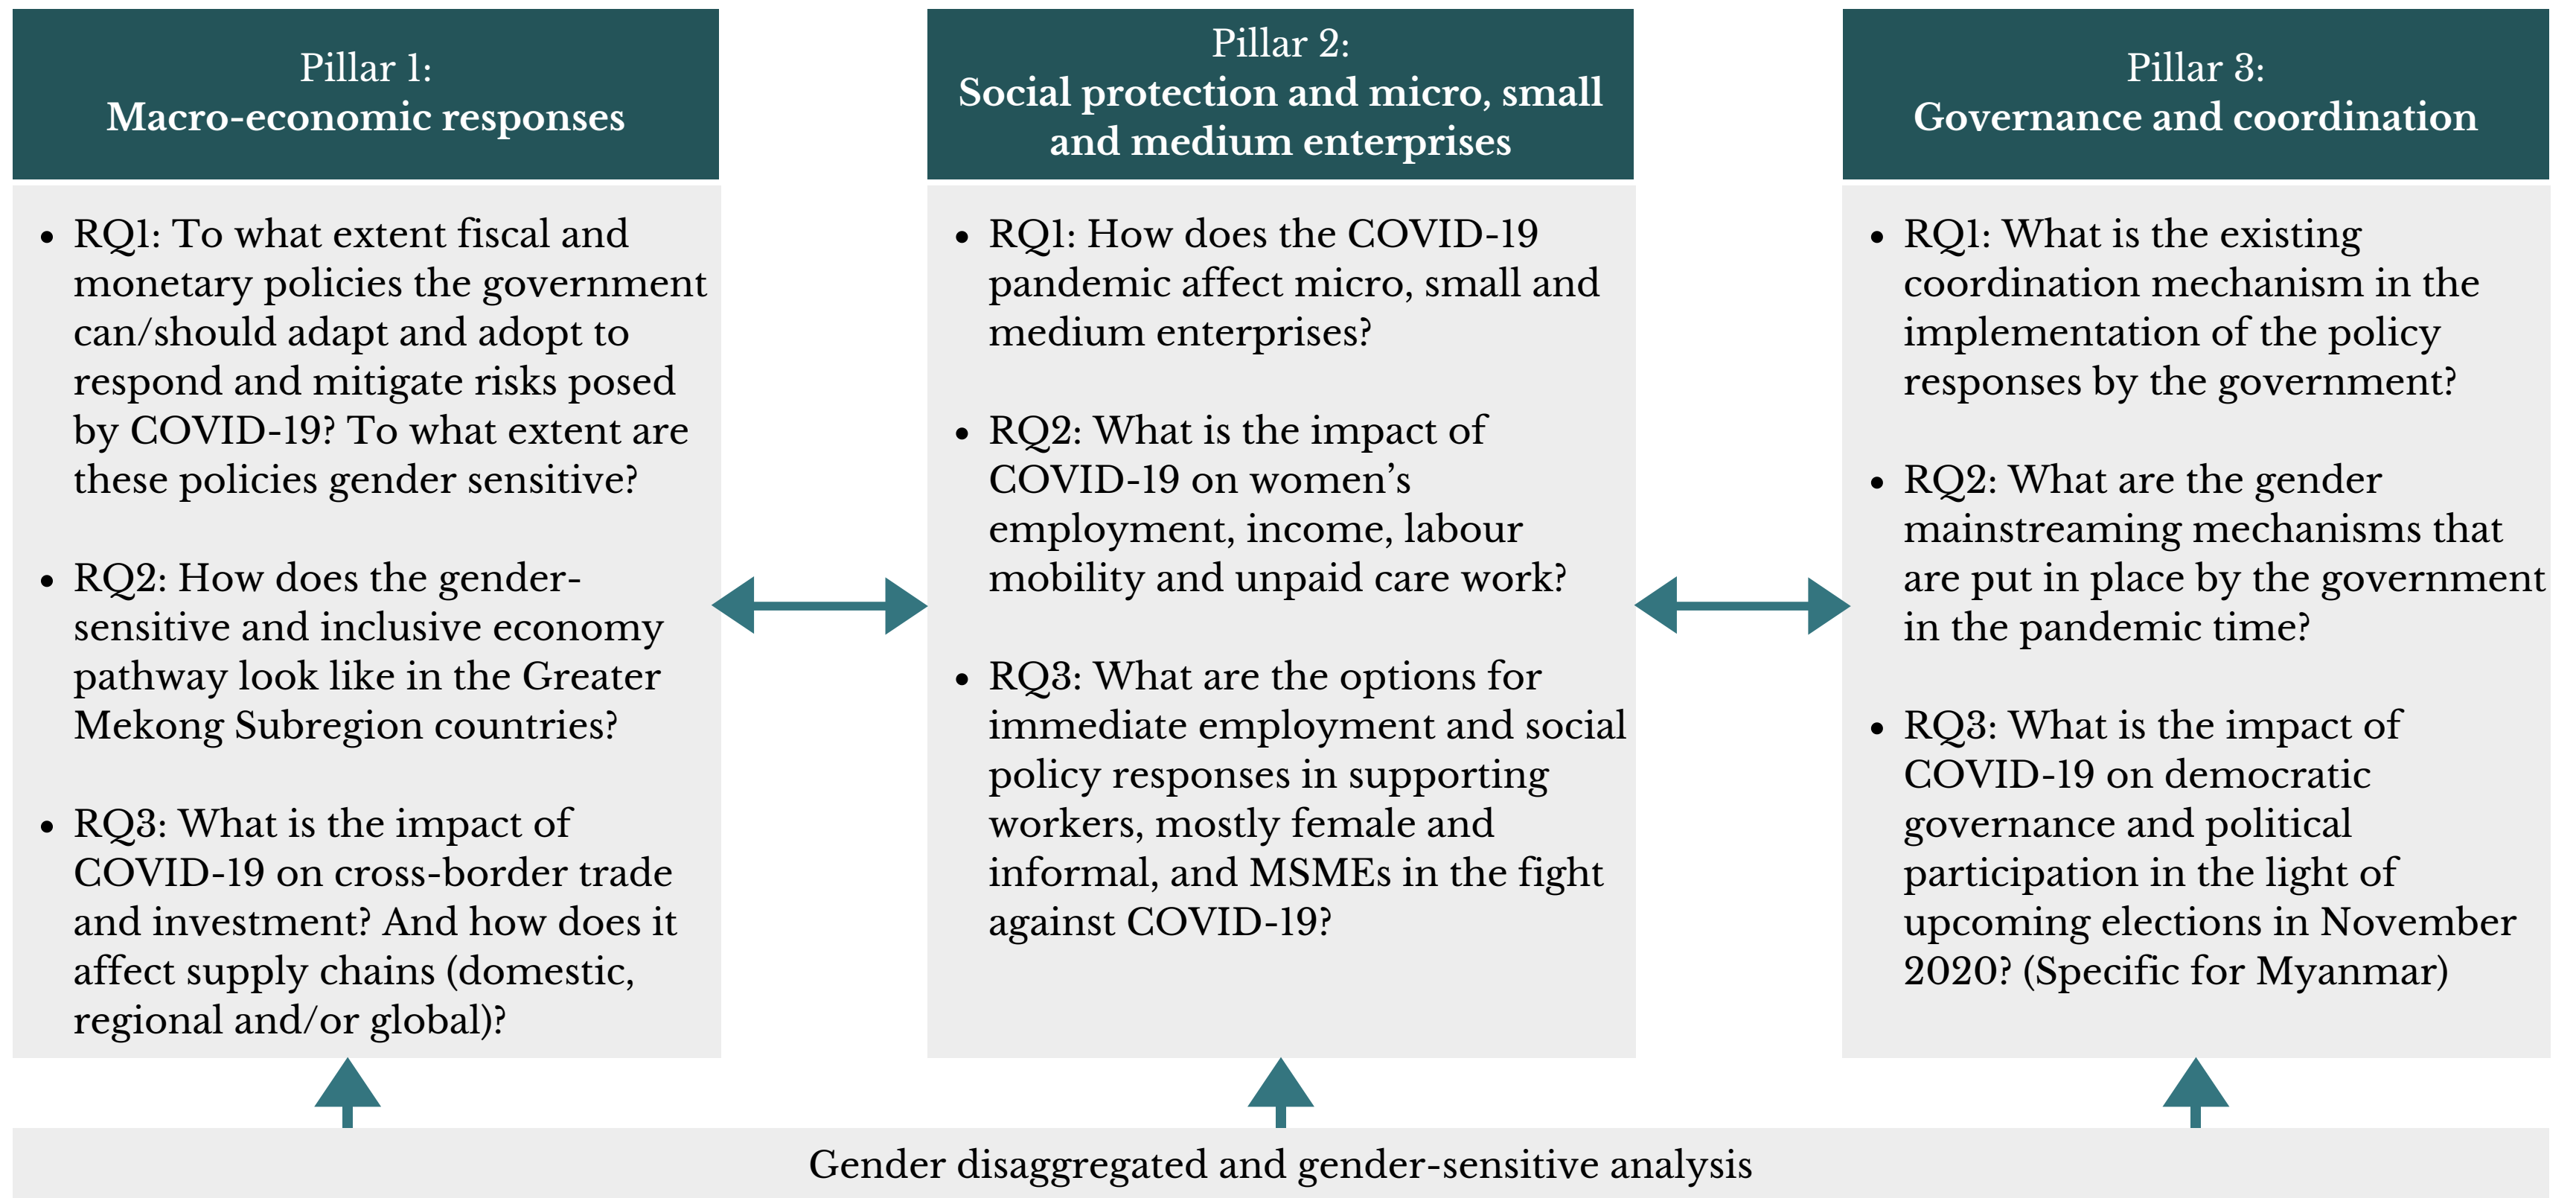 Pillar 1:
Macro-economic responses
RQ1: To what extent fiscal and
monetary policies the government
can/should adapt and adopt to
respond and mitigate risks posed
by COVID-19? To what extent are
these policies gender sensitive?
RQ2: How does the gender-
sensitive and inclusive economy
pathway look like in the Greater
Mekong Subregion countries?
RQ3: What is the impact of
COVID-19 on cross-border trade
and investment? And how does it
affect supply chains (domestic,
regional and/or global)?
Pillar 2:
Social protection and micro, small
and medium enterprises
RQ1: How does the COVID-19
pandemic affect micro, small and
medium enterprises?
RQ2: What is the impact of
COVID-19 on women’s
employment, income, labour
mobility and unpaid care work?
RQ3: What are the options for
immediate employment and social
policy responses in supporting
workers, mostly female and
informal, and MSMEs in the fight
against COVID-19?
Pillar 3:
Governance and coordination
RQ1: What is the existing
coordination mechanism in the
implementation of the policy
responses by the government?
RQ2: What are the gender
mainstreaming mechanisms that
are put in place by the government
in the pandemic time?
RQ3: What is the impact of
COVID-19 on democratic
governance and political
participation in the light of
upcoming elections in November
2020? (Specific for Myanmar)
Gender disaggregated and gender-sensitive analysis